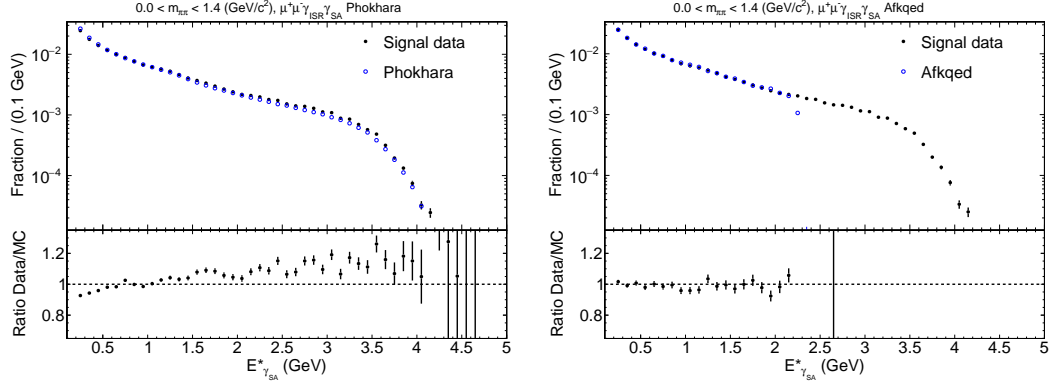 0.0 < m_ππ < 1.4 (GeV/c²), μ⁺μ⁻γ_ISR γ_SA Phokhara
Fraction / (0.1 GeV)
10⁻²
10⁻³
10⁻⁴
Signal data
Phokhara
Ratio Data/MC
1.2
1
0.8
0.5 1 1.5 2 2.5 3 3.5 4 4.5 5
E*_γ_SA (GeV)
0.0 < m_ππ < 1.4 (GeV/c²), μ⁺μ⁻γ_ISR γ_SA Afkqed
Fraction / (0.1 GeV)
10⁻²
10⁻³
10⁻⁴
Signal data
Afkqed
Ratio Data/MC
1.2
1
0.8
0.5 1 1.5 2 2.5 3 3.5 4 4.5 5
E*_γ_SA (GeV)